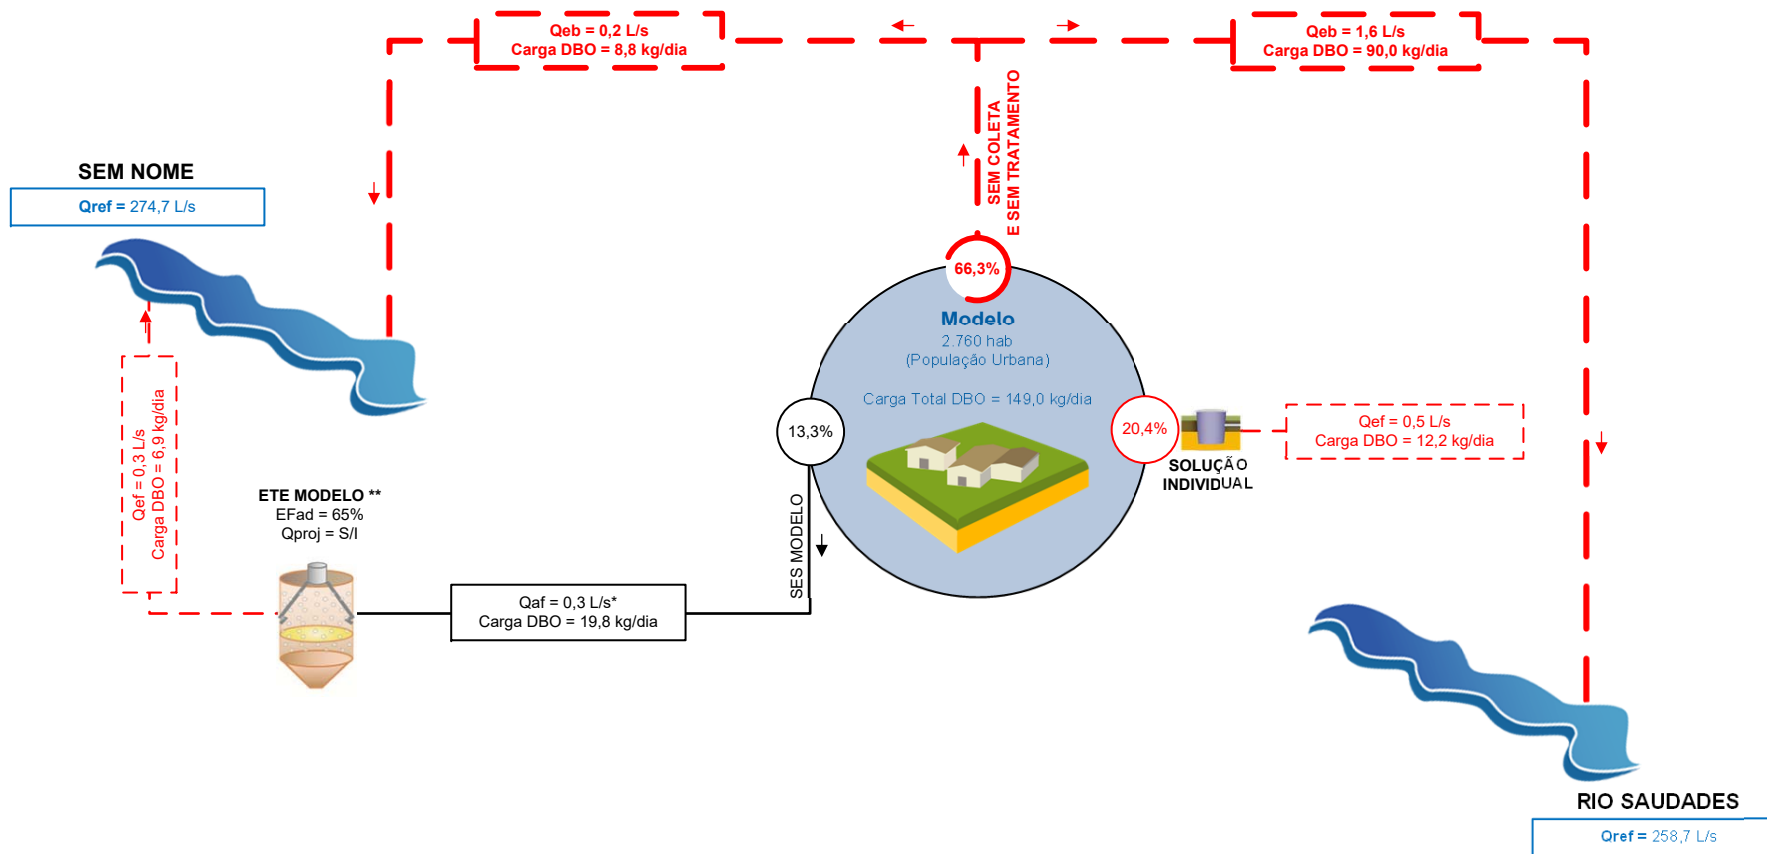 Qeb = 0,2 L/s
Carga DBO = 8,8 kg/dia
Qeb = 1,6 L/s
Carga DBO = 90,0 kg/dia
SEM COLETA
E SEM TRATAMENTO
SEM NOME
Qref = 274,7 L/s
66,3%
Modelo
2.760 hab
(População Urbana)
Carga Total DBO = 149,0 kg/dia
13,3%
20,4%
SOLUÇÃO
INDIVIDUAL
Qef = 0,5 L/s
Carga DBO = 12,2 kg/dia
Qef = 0,3 L/s
Carga DBO = 6,9 kg/dia
ETE MODELO **
EFad = 65%
Qproj = S/I
SES MODELO
Qaf = 0,3 L/s*
Carga DBO = 19,8 kg/dia
RIO SAUDADES
Qref = 258,7 L/s